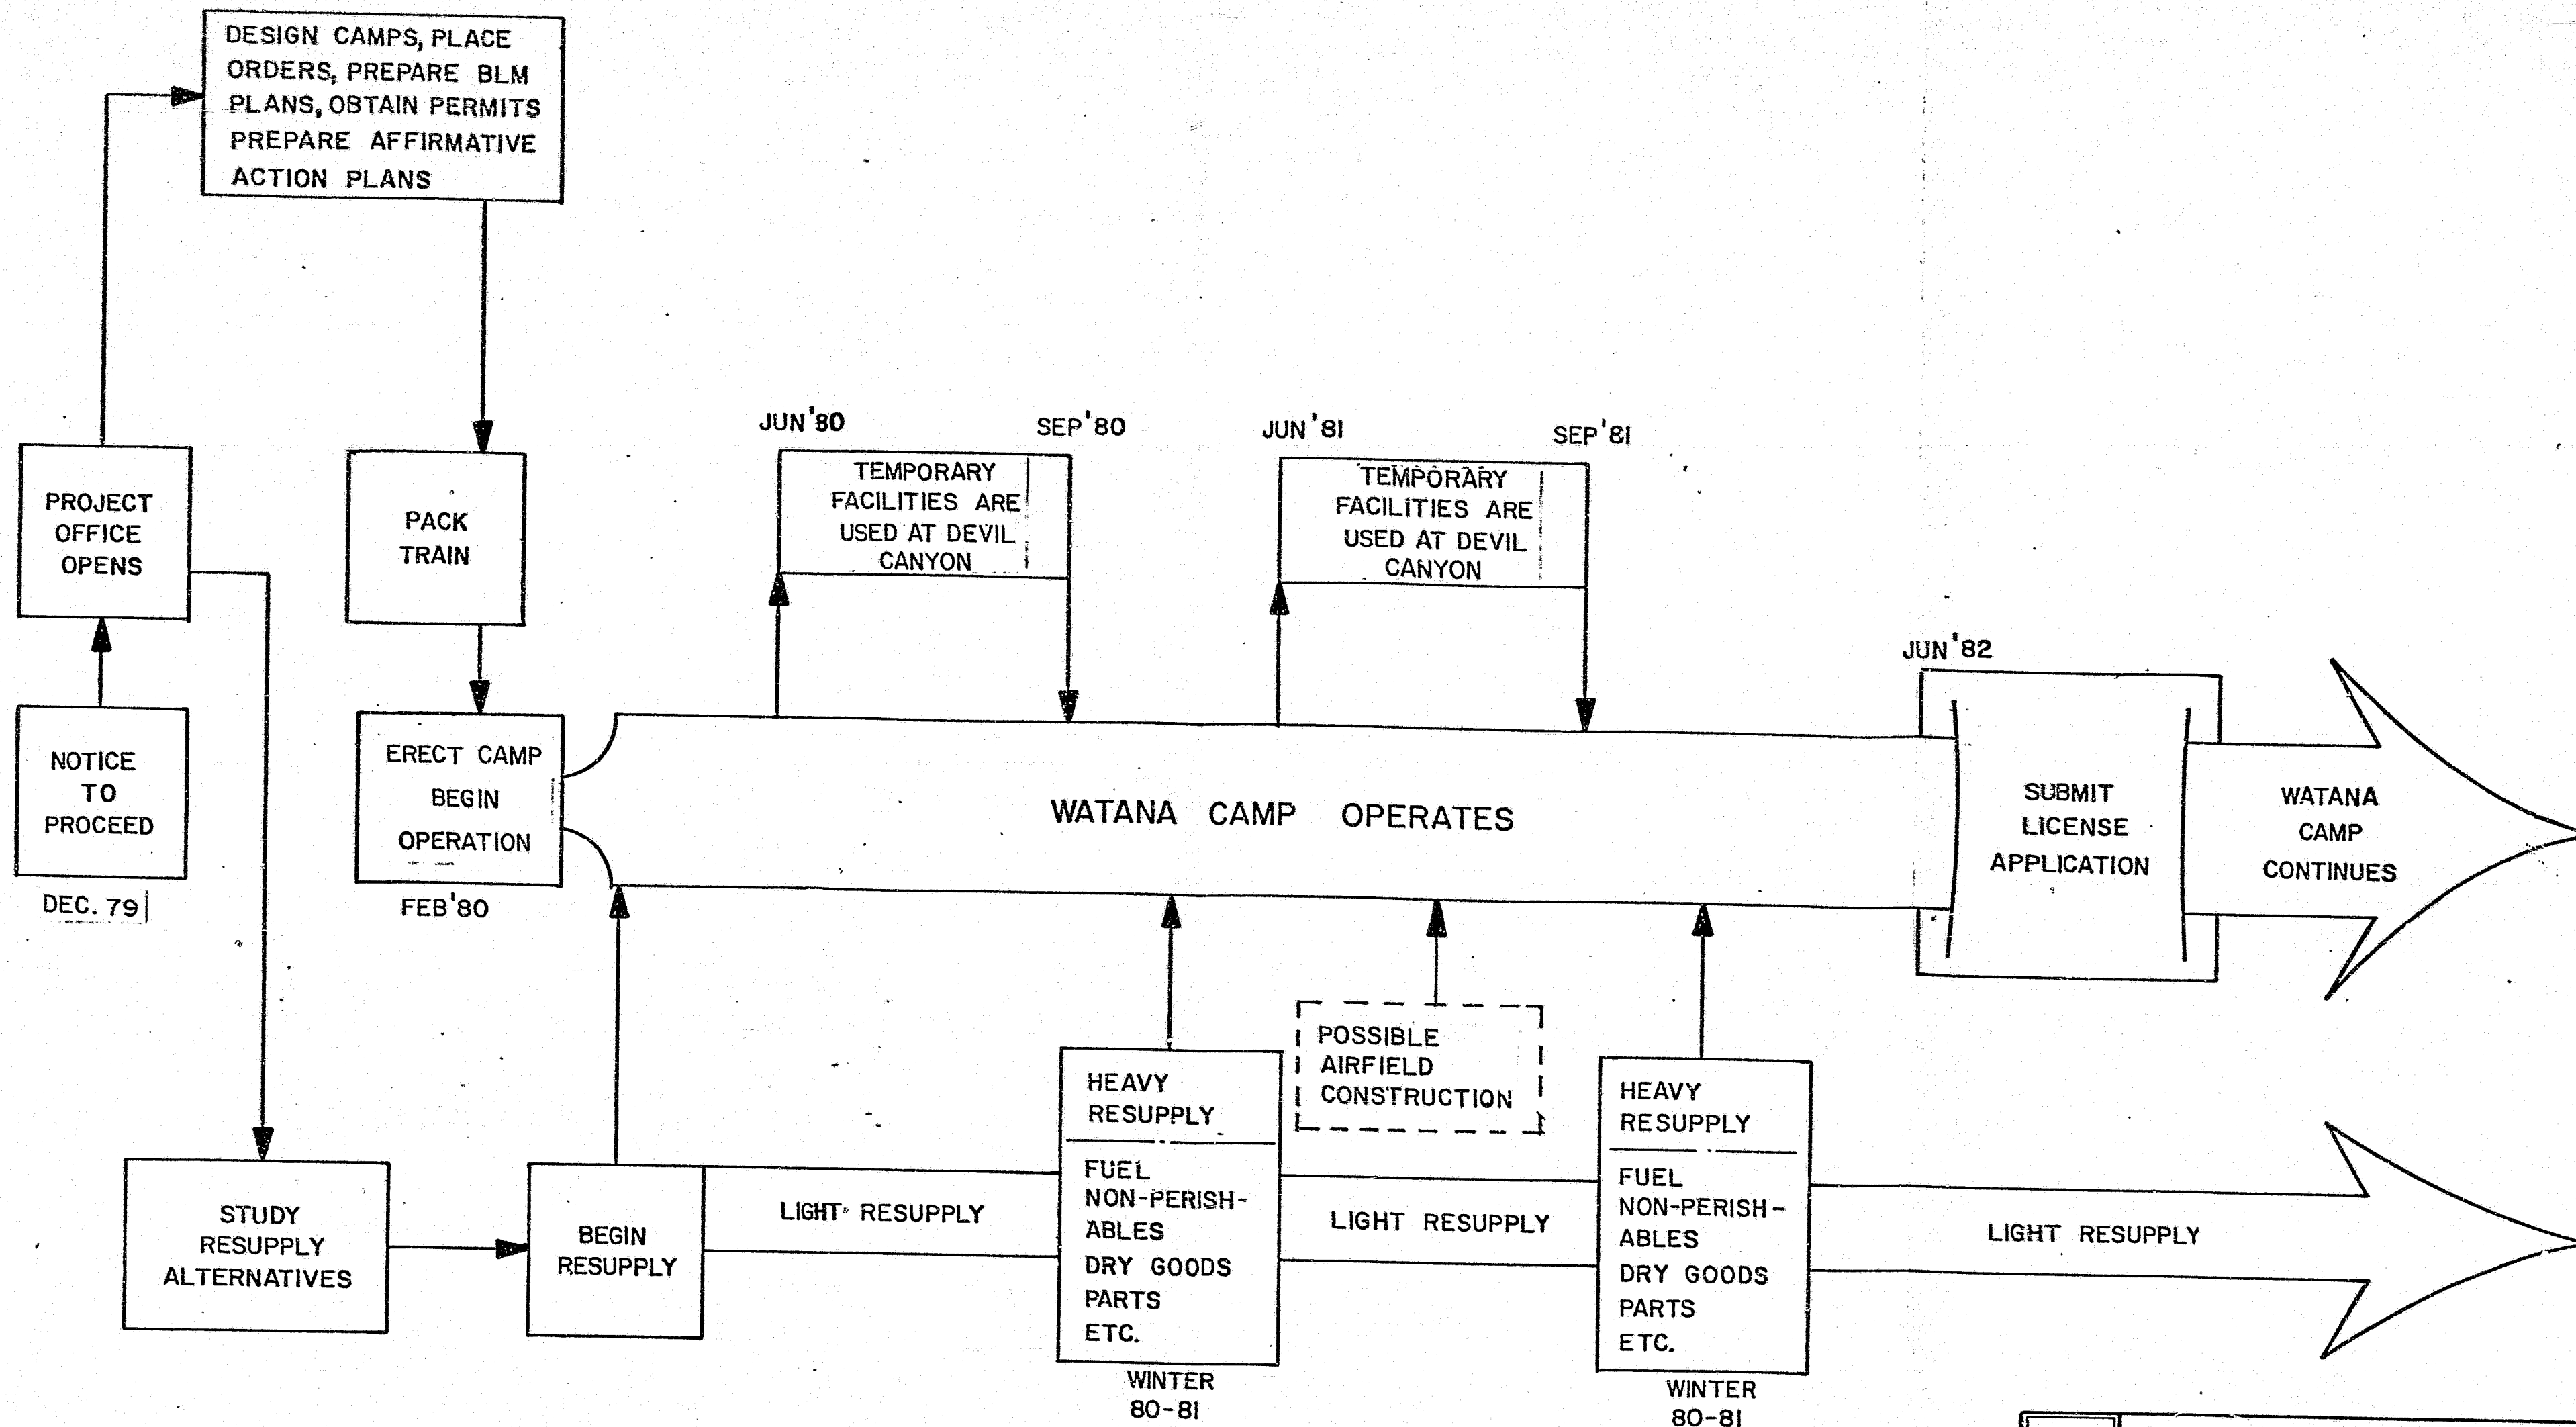 DESIGN CAMPS, PLACE
ORDERS, PREPARE BLM
PLANS, OBTAIN PERMITS
PREPARE AFFIRMATIVE
ACTION PLANS
PROJECT
OFFICE
OPENS
PACK
TRAIN
JUN '80
SEP '80
TEMPORARY
FACILITIES ARE
USED AT DEVIL
CANYON
JUN '81
SEP '81
TEMPORARY
FACILITIES ARE
USED AT DEVIL
CANYON
NOTICE
TO
PROCEED
DEC. 79
ERECT CAMP
BEGIN
OPERATION
FEB '80
WATANA CAMP OPERATES
JUN '82
SUBMIT
LICENSE
APPLICATION
WATANA
CAMP
CONTINUES
STUDY
RESUPPLY
ALTERNATIVES
BEGIN
RESUPPLY
LIGHT RESUPPLY
HEAVY
RESUPPLY
FUEL
NON-PERISH-
ABLES
DRY GOODS
PARTS
ETC.
WINTER
80-81
POSSIBLE
AIRFIELD
CONSTRUCTION
LIGHT RESUPPLY
HEAVY
RESUPPLY
FUEL
NON-PERISH-
ABLES
DRY GOODS
PARTS
ETC.
WINTER
80-81
LIGHT RESUPPLY